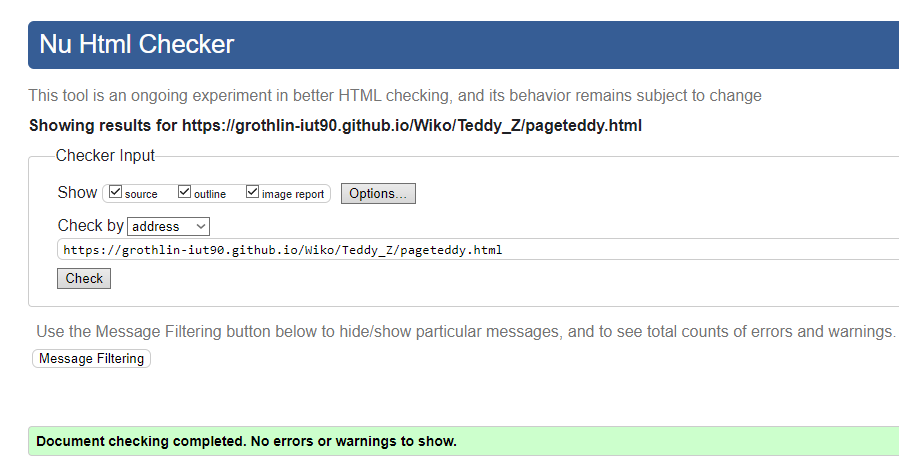 Nu Html Checker
This tool is an ongoing experiment in better HTML checking, and its behavior remains subject to change
Showing results for https://grothlin-iut90.github.io/Wiko/Teddy_Z/pageteddy.html
Checker Input
Show source outline image report Options...
Check by address
https://grothlin-iut90.github.io/Wiko/Teddy_Z/pageteddy.html
Check
Use the Message Filtering button below to hide/show particular messages, and to see total counts of errors and warnings.
Message Filtering
Document checking completed. No errors or warnings to show.